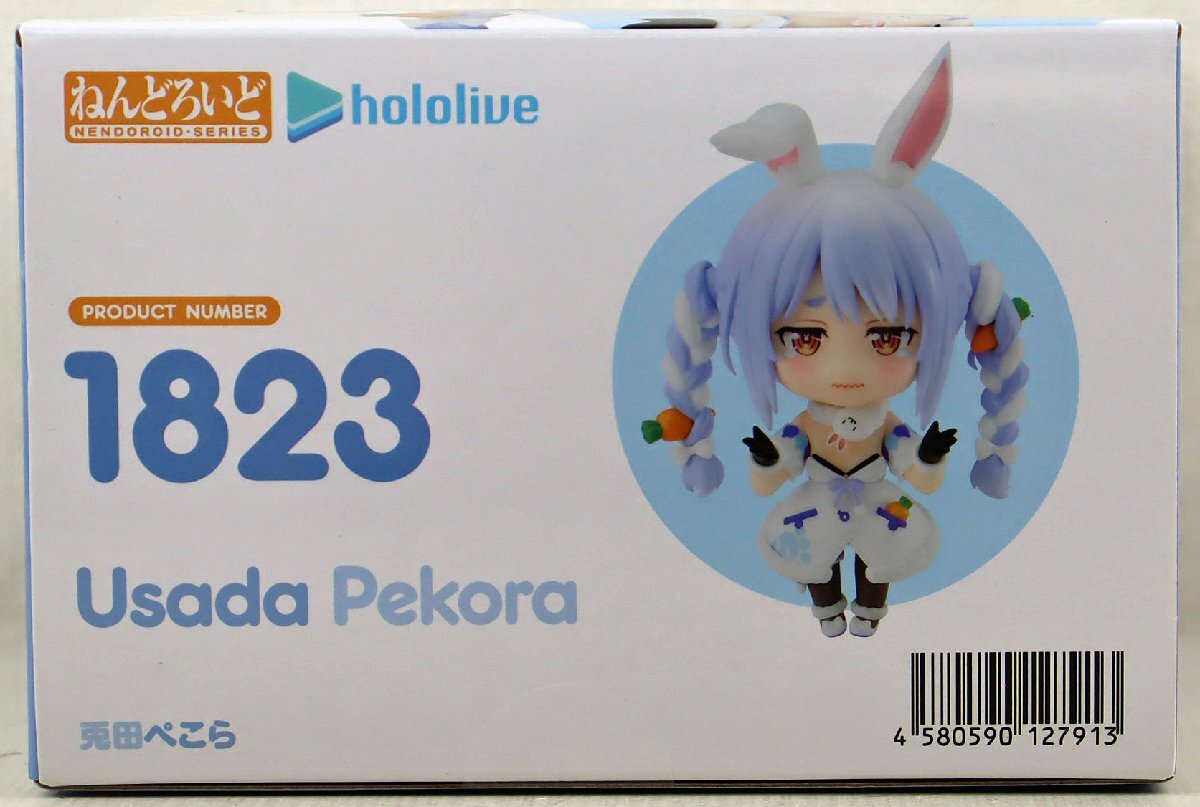 ねんどろいど
NENDOROID·SERIES
hololive
PRODUCT NUMBER
1823
Usada Pekora
兎田ぺこら
4 580590 127913